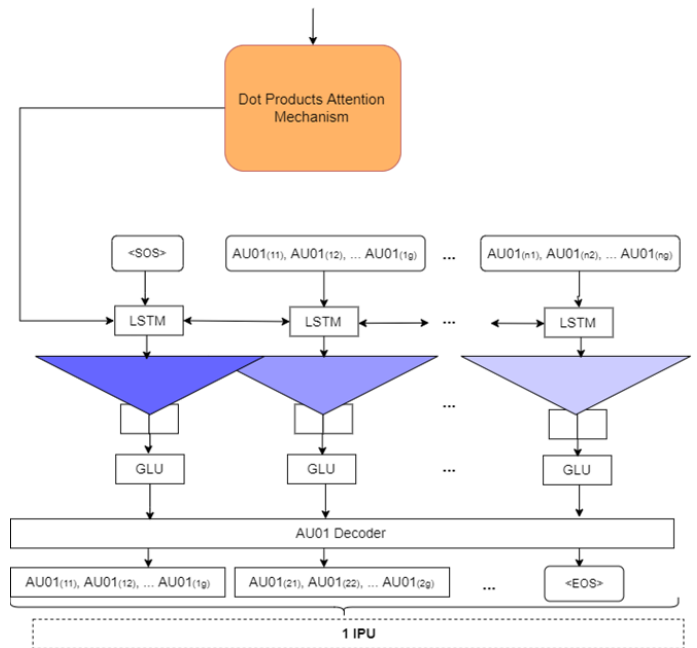 Dot Products Attention
Mechanism
<SOS>
AU01(11), AU01(12), ... AU01(1g)
...
AU01(n1), AU01(n2), ... AU01(ng)
LSTM
LSTM
...
LSTM
...
GLU
GLU
...
GLU
AU01 Decoder
AU01(11), AU01(12), ... AU01(1g)
AU01(21), AU01(22), ... AU01(2g)
...
<EOS>
1 IPU